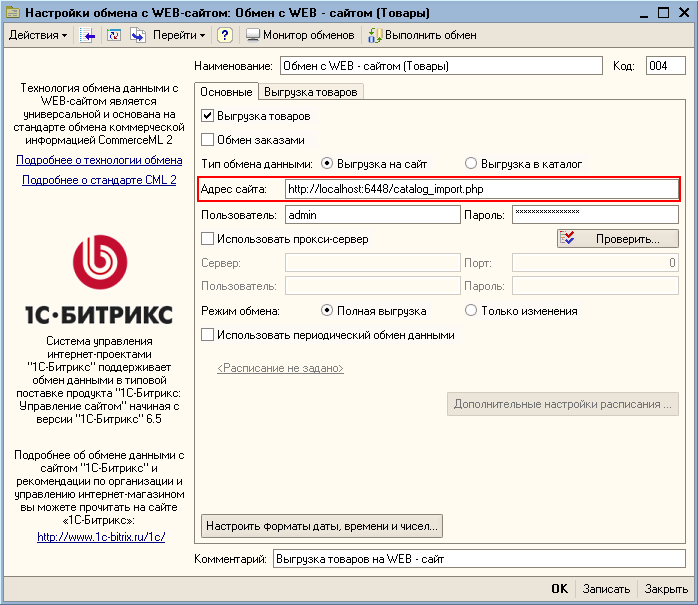 Настройки обмена с WEB-сайтом: Обмен с WEB - сайтом (Товары)
Действия
Перейти
?
Монитор обменов
Выполнить обмен
Наименование: Обмен с WEB - сайтом (Товары) Код: 004
Технология обмена данными с
WEB-сайтом является
универсальной и основана на
стандарте обмена коммерческой
информацией CommerceML 2
Подробнее о технологии обмена
Подробнее о стандарте CML 2
1С·БИТРИКС
Система управления
интернет-проектами
"1С-Битрикс" поддерживает
обмен данными в типовой
поставке продукта "1С-Битрикс:
Управление сайтом" начиная с
версии "1С-Битрикс" 6.5
Подробнее об обмене данными с
сайтом "1С-Битрикс" и
рекомендации по организации и
управлению интернет-магазином
вы можете прочитать на сайте
«1С-Битрикс»:
http://www.1c-bitrix.ru/1c/
Основные Выгрузка товаров
Выгрузка товаров
Обмен заказами
Тип обмена данными: Выгрузка на сайт Выгрузка в каталог
Адрес сайта: http://localhost:6448/catalog_import.php
Пользователь: admin Пароль: ****************
Использовать прокси-сервер Проверить...
Сервер: Порт: 0
Пользователь: Пароль:
Режим обмена: Полная выгрузка Только изменения
Использовать периодический обмен данными
<Расписание не задано>
Дополнительные настройки расписания ...
Настроить форматы даты, времени и чисел...
Комментарий: Выгрузка товаров на WEB - сайт
OK Записать Закрыть